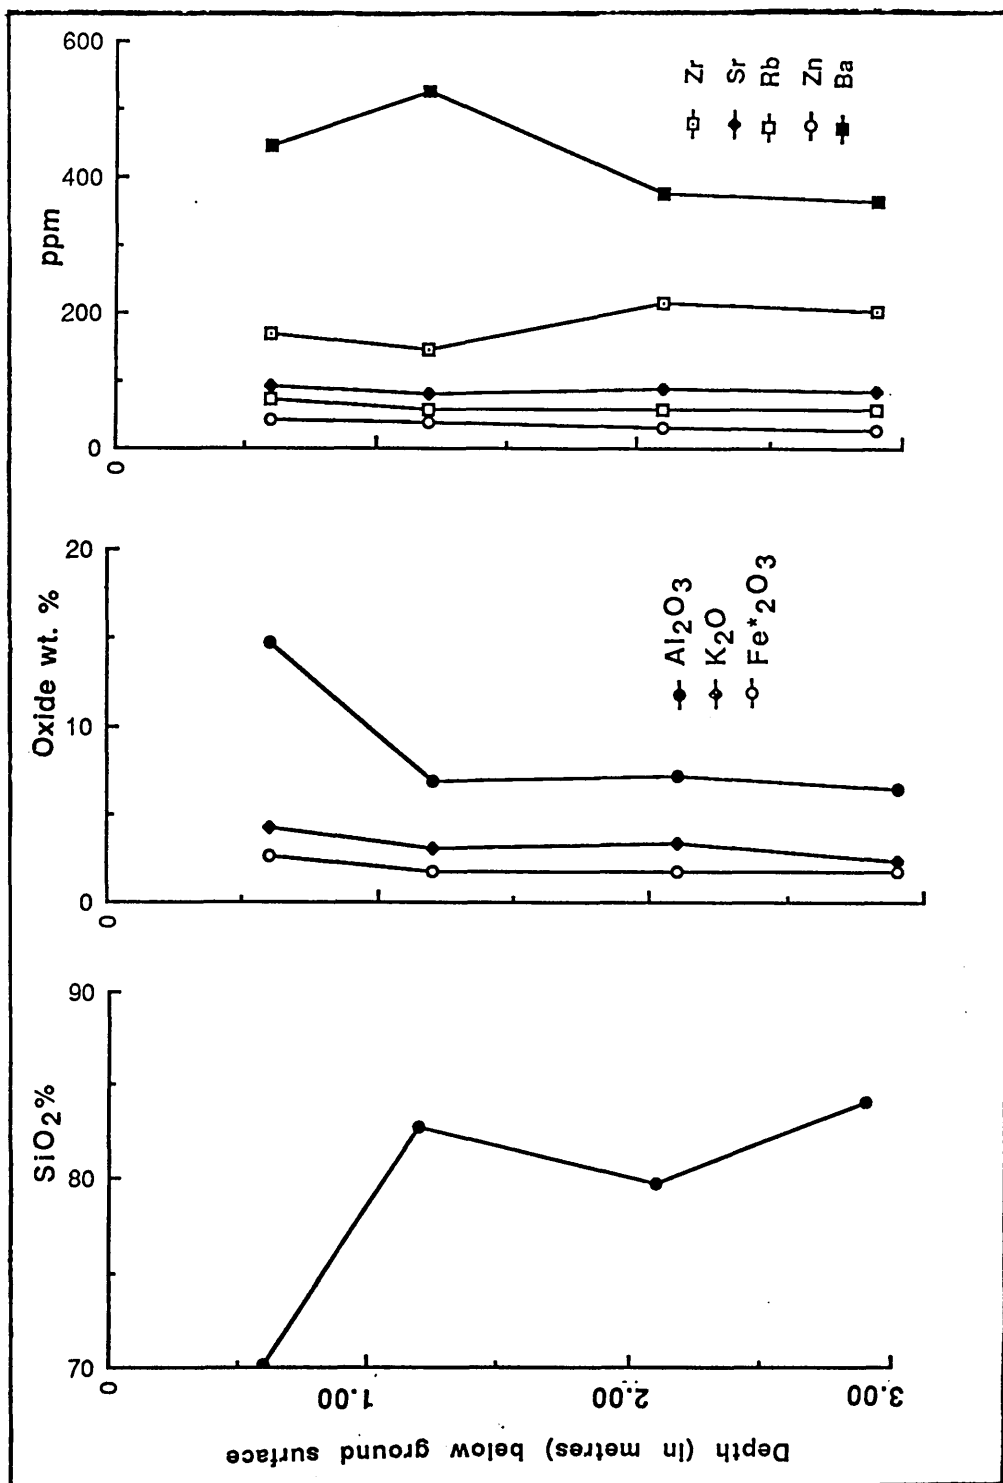 600
400
200
0
0
ppm
Zr
Sr
Rb
Zn
Ba
20
10
0
0
Oxide wt. %
Al₂O₃
K₂O
Fe*₂O₃
90
80
70
SiO₂%
0
1.00
2.00
3.00
Depth (In metres) below ground surface